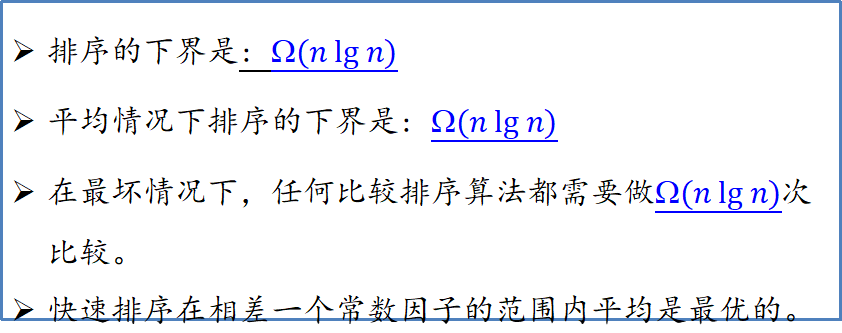 ➢ 排序的下界是：Ω(n lg n)
➢ 平均情况下排序的下界是：Ω(n lg n)
➢ 在最坏情况下，任何比较排序算法都需要做Ω(n lg n)次
比较。
➢ 快速排序在相差一个常数因子的范围内平均是最优的。